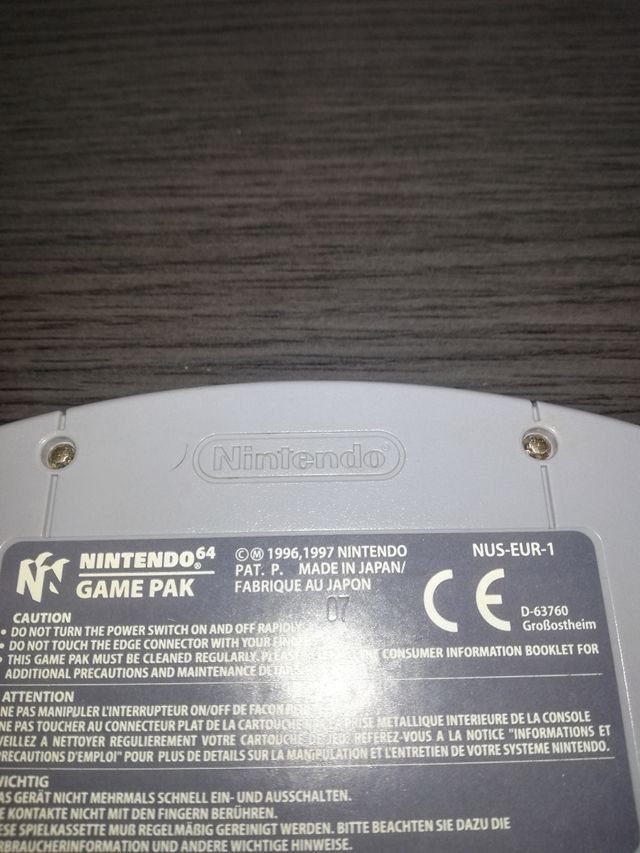 Nintendo®
NINTENDO 64
GAME PAK
©Ⓜ 1996,1997 NINTENDO
PAT. P. MADE IN JAPAN/
FABRIQUE AU JAPON
NUS-EUR-1
07
CE
D-63760
Großostheim
CAUTION
• DO NOT TURN THE POWER SWITCH ON AND OFF RAPIDLY
• DO NOT TOUCH THE EDGE CONNECTOR WITH YOUR
• THIS GAME PAK MUST BE CLEANED REGULARLY. CONSUMER INFORMATION BOOKLET FOR
ADDITIONAL PRECAUTIONS AND MAINTENANCE
ATTENTION
NE PAS MANIPULER L'INTERRUPTEUR ON/OFF DE FACON
NE PAS TOUCHER AU CONNECTEUR PLAT DE LA CARTOUCHE PRISE METALLIQUE INTERIEURE DE LA CONSOLE
VEILLEZ A NETTOYER REGULIEREMENT VOTRE CARTOUCHE DE JEU. REFEREZ-VOUS A LA NOTICE "INFORMATIONS ET
PRECAUTIONS D'EMPLOI" POUR PLUS DE DETAILS SUR LA MANIPULATION ET L'ENTRETIEN DE VOTRE SYSTEME NINTENDO.
WICHTIG
DAS GERÄT NICHT MEHRMALS SCHNELL EIN- UND AUSSCHALTEN.
DIE KONTAKTE NICHT MIT DEN FINGERN BERÜHREN.
DIESE SPIELKASSETTE MUß REGELMÄßIG GEREINIGT WERDEN. BITTE BEACHTEN SIE DAZU DIE
VERBRAUCHERINFORMATION UND ANDERE WICHTIGE HINWEISE.